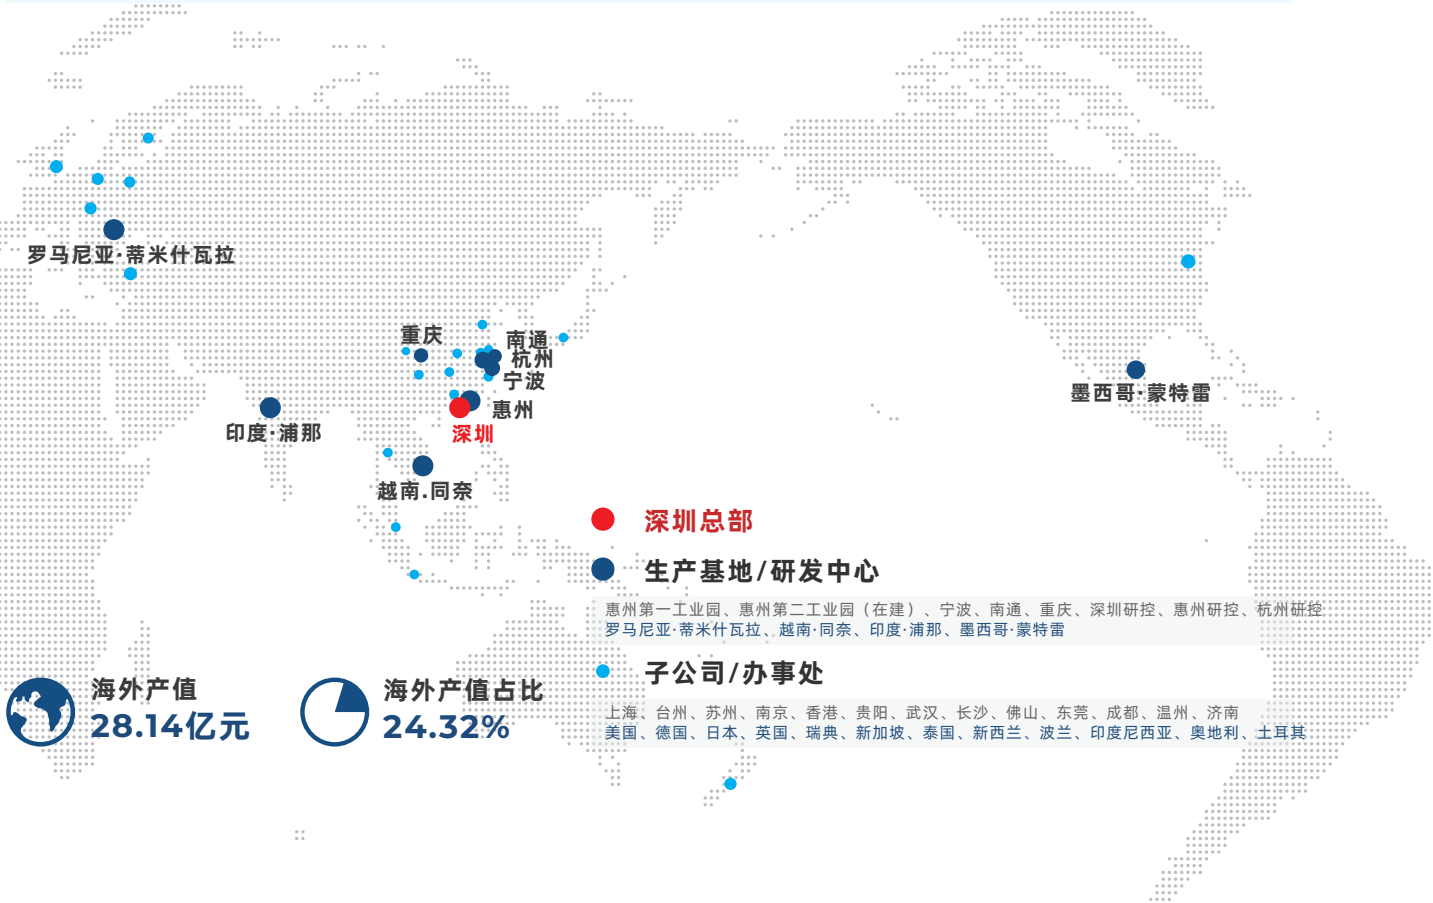 罗马尼亚·蒂米什瓦拉
重庆
南通
杭州
宁波
惠州
深圳
印度·浦那
越南.同奈
墨西哥·蒙特雷
深圳总部
生产基地/研发中心
惠州第一工业园、惠州第二工业园（在建）、宁波、南通、重庆、深圳研控、惠州研控、杭州研控
罗马尼亚·蒂米什瓦拉、越南·同奈、印度·浦那、墨西哥·蒙特雷
子公司/办事处
上海、台州、苏州、南京、香港、贵阳、武汉、长沙、佛山、东莞、成都、温州、济南
美国、德国、日本、英国、瑞典、新加坡、泰国、新西兰、波兰、印度尼西亚、奥地利、土耳其
海外产值
28.14亿元
海外产值占比
24.32%